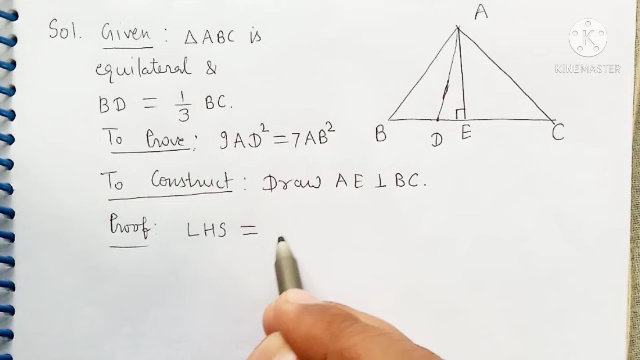 Sol. Given : △ABC is
equilateral &
BD = 1/3 BC.
To Prove : 9AD² = 7AB²
To Construct : Draw AE ⊥ BC.
Proof : LHS =
A
B D E C
KINEMASTER